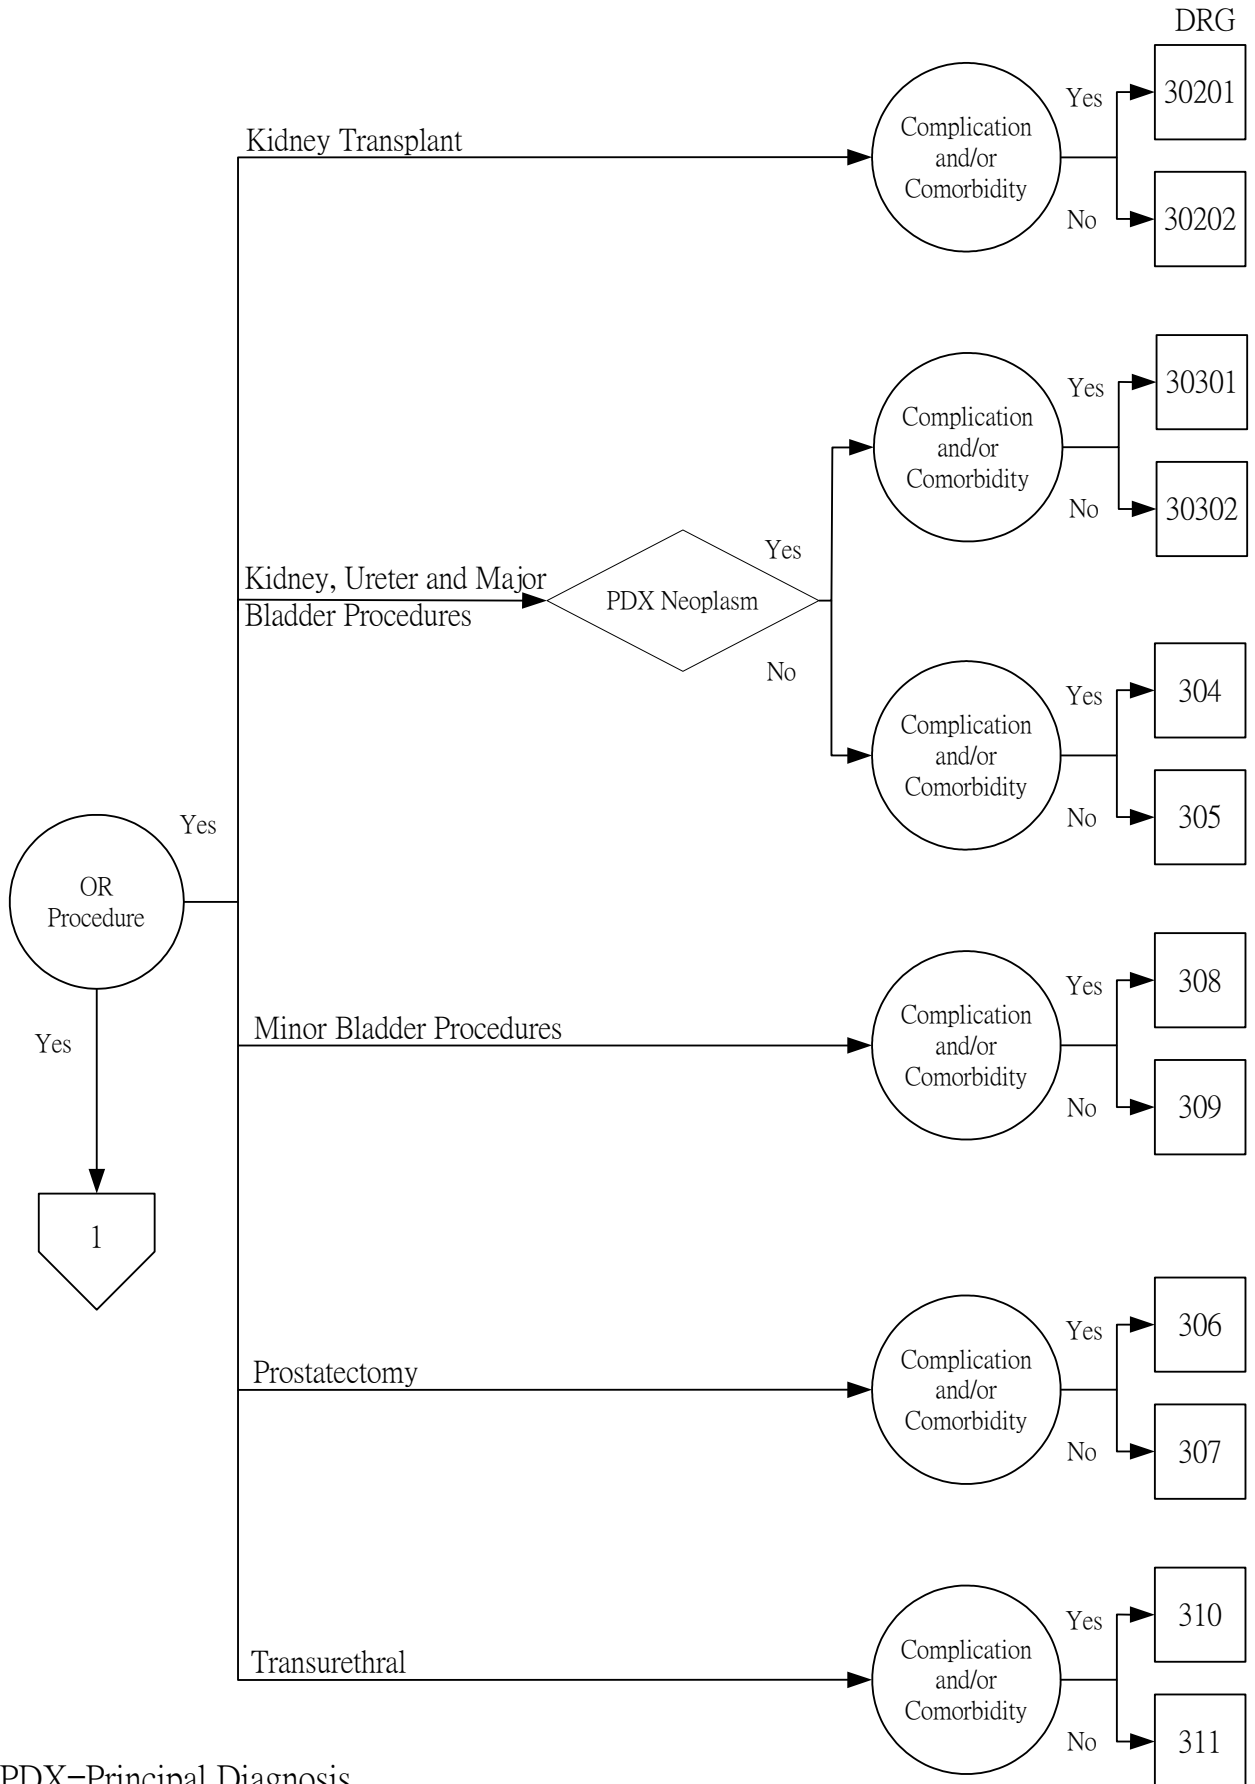 DRG
Kidney Transplant
Complication
and/or
Comorbidity
Yes
30201
No
30202
Kidney, Ureter and Major
Bladder Procedures
PDX Neoplasm
Yes
No
Complication
and/or
Comorbidity
Yes
30301
No
30302
Complication
and/or
Comorbidity
Yes
304
No
305
OR
Procedure
Yes
Yes
1
Minor Bladder Procedures
Complication
and/or
Comorbidity
Yes
308
No
309
Prostatectomy
Complication
and/or
Comorbidity
Yes
306
No
307
Transurethral
Complication
and/or
Comorbidity
Yes
310
No
311
PDX-Principal Diagnosis